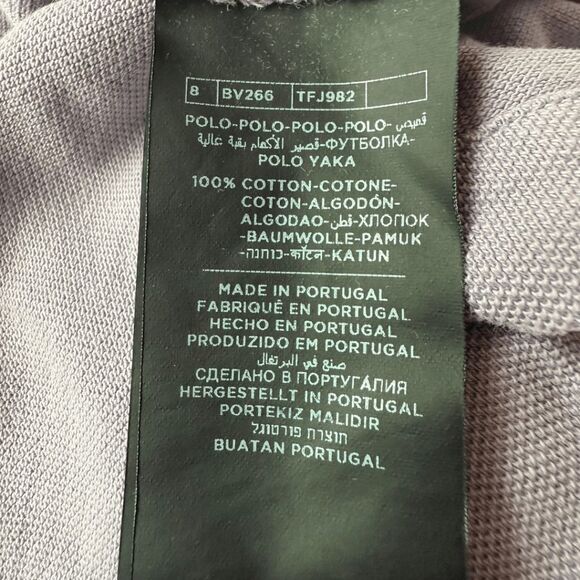 8 BV266 TFJ982
POLO-POLO-POLO-POLO-قميص
قصير الأكمام بقبة عالية-ФУТБОЛКА-
POLO YAKA
100% COTTON-COTONE-
COTON-ALGODÓN-
ALGODAO-قطن-ХЛОПОК
-BAUMWOLLE-PAMUK
כותנה-कॉटन-KATUN
MADE IN PORTUGAL
FABRIQUÉ EN PORTUGAL
HECHO EN PORTUGAL
PRODUZIDO EM PORTUGAL
صنع في البرتغال
СДЕЛАНО В ПОРТУГАЛИЯ
HERGESTELLT IN PORTUGAL
PORTEKIZ MALIDIR
תוצרת פורטוגל
BUATAN PORTUGAL